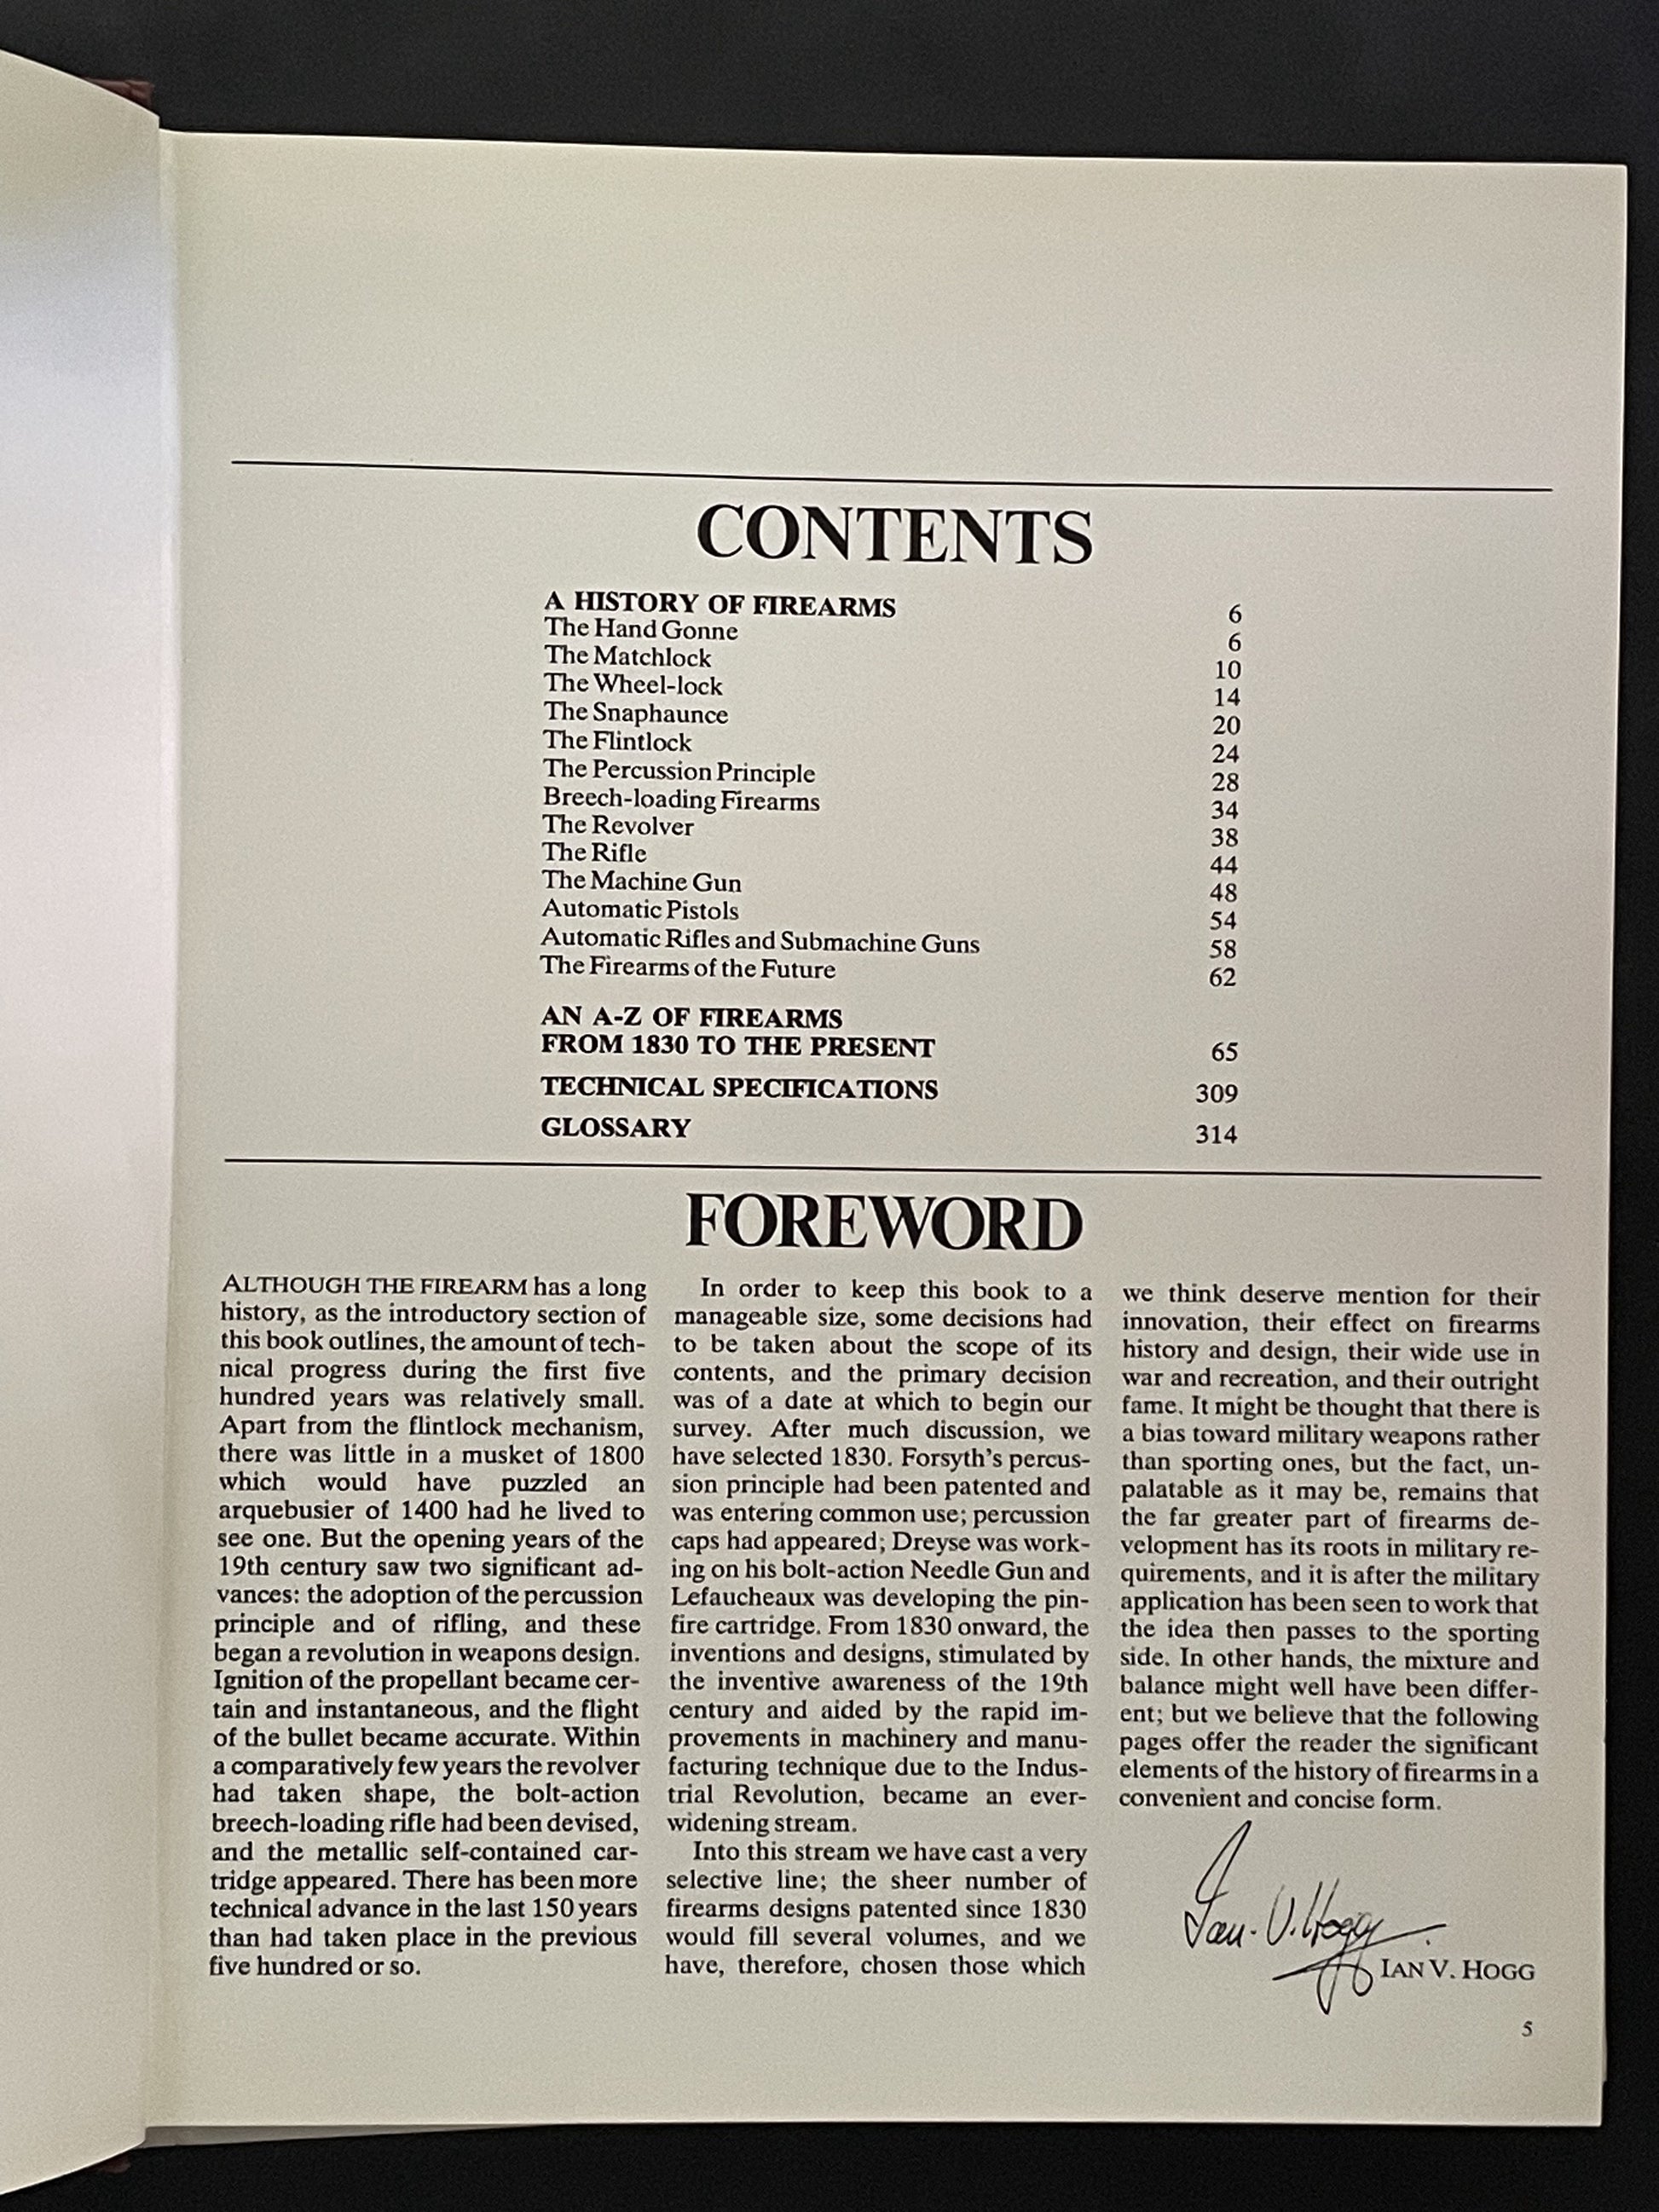 CONTENTS
A HISTORY OF FIREARMS 6
The Hand Gonne 6
The Matchlock 10
The Wheel-lock 14
The Snaphaunce 20
The Flintlock 24
The Percussion Principle 28
Breech-loading Firearms 34
The Revolver 38
The Rifle 44
The Machine Gun 48
Automatic Pistols 54
Automatic Rifles and Submachine Guns 58
The Firearms of the Future 62
AN A-Z OF FIREARMS
FROM 1830 TO THE PRESENT 65
TECHNICAL SPECIFICATIONS 309
GLOSSARY 314
FOREWORD
ALTHOUGH THE FIREARM has a long
history, as the introductory section of
this book outlines, the amount of tech-
nical progress during the first five
hundred years was relatively small.
Apart from the flintlock mechanism,
there was little in a musket of 1800
which would have puzzled an
arquebusier of 1400 had he lived to
see one. But the opening years of the
19th century saw two significant ad-
vances: the adoption of the percussion
principle and of rifling, and these
began a revolution in weapons design.
Ignition of the propellant became cer-
tain and instantaneous, and the flight
of the bullet became accurate. Within
a comparatively few years the revolver
had taken shape, the bolt-action
breech-loading rifle had been devised,
and the metallic self-contained car-
tridge appeared. There has been more
technical advance in the last 150 years
than had taken place in the previous
five hundred or so.
In order to keep this book to a
manageable size, some decisions had
to be taken about the scope of its
contents, and the primary decision
was of a date at which to begin our
survey. After much discussion, we
have selected 1830. Forsyth's percus-
sion principle had been patented and
was entering common use; percussion
caps had appeared; Dreyse was work-
ing on his bolt-action Needle Gun and
Lefaucheaux was developing the pin-
fire cartridge. From 1830 onward, the
inventions and designs, stimulated by
the inventive awareness of the 19th
century and aided by the rapid im-
provements in machinery and manu-
facturing technique due to the Indus-
trial Revolution, became an ever-
widening stream.
Into this stream we have cast a very
selective line; the sheer number of
firearms designs patented since 1830
would fill several volumes, and we
have, therefore, chosen those which
we think deserve mention for their
innovation, their effect on firearms
history and design, their wide use in
war and recreation, and their outright
fame. It might be thought that there is
a bias toward military weapons rather
than sporting ones, but the fact, un-
palatable as it may be, remains that
the far greater part of firearms de-
velopment has its roots in military re-
quirements, and it is after the military
application has been seen to work that
the idea then passes to the sporting
side. In other hands, the mixture and
balance might well have been differ-
ent; but we believe that the following
pages offer the reader the significant
elements of the history of firearms in a
convenient and concise form.
Ian. V. Hogg
IAN V. HOGG
5